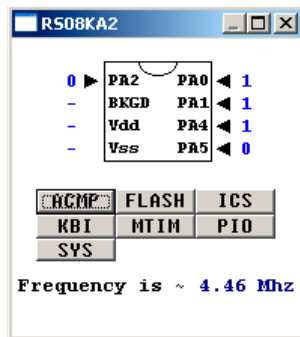 RS08KA2
0 PA2 PA0 1
- BKGD PA1 1
- Vdd PA4 1
- Vss PA5 0
ACMP FLASH ICS
KBI MTIM PIO
SYS
Frequency is ~ 4.46 Mhz